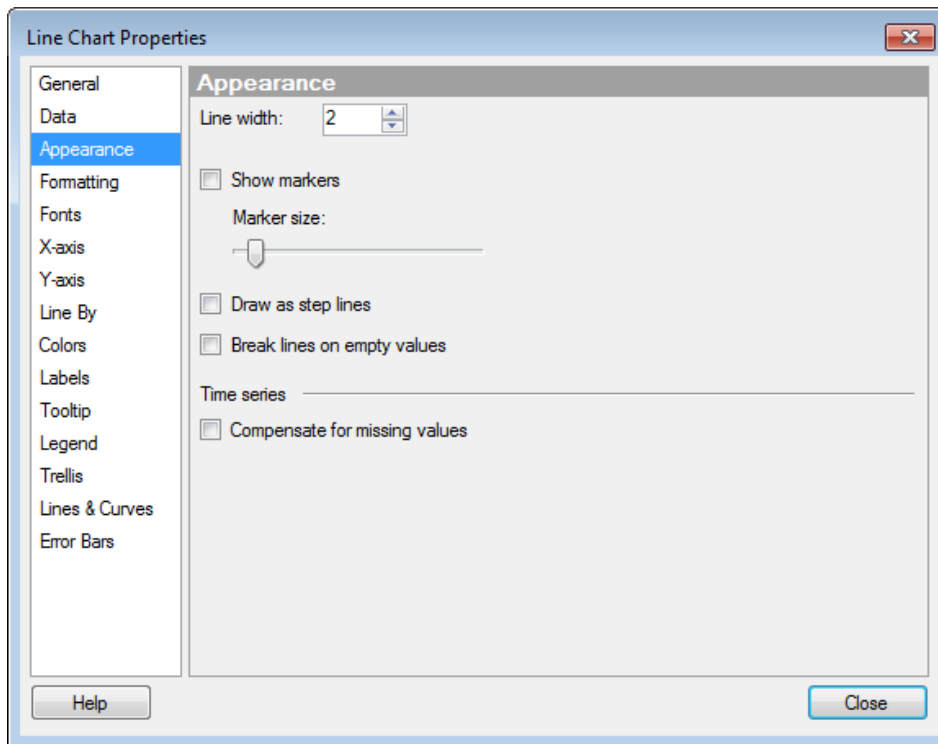 Line Chart Properties
General
Data
Appearance
Formatting
Fonts
X-axis
Y-axis
Line By
Colors
Labels
Tooltip
Legend
Trellis
Lines & Curves
Error Bars
Appearance
Line width: 2
Show markers
Marker size:
Draw as step lines
Break lines on empty values
Time series
Compensate for missing values
Help
Close